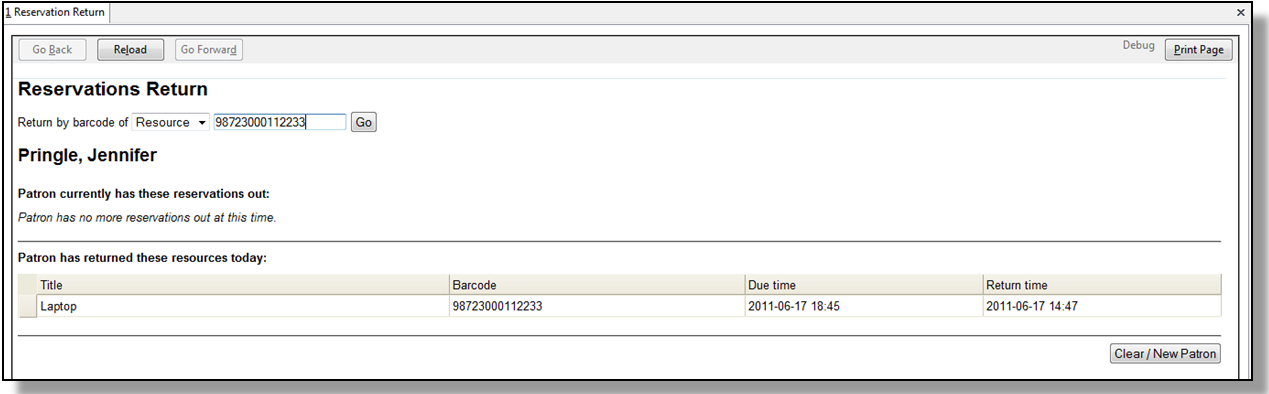 1 Reservation Return
Go Back Reload Go Forward Debug Print Page
Reservations Return
Return by barcode of Resource 98723000112233 Go
Pringle, Jennifer
Patron currently has these reservations out:
Patron has no more reservations out at this time.
Patron has returned these resources today:
Title Barcode Due time Return time
Laptop 98723000112233 2011-06-17 18:45 2011-06-17 14:47
Clear / New Patron